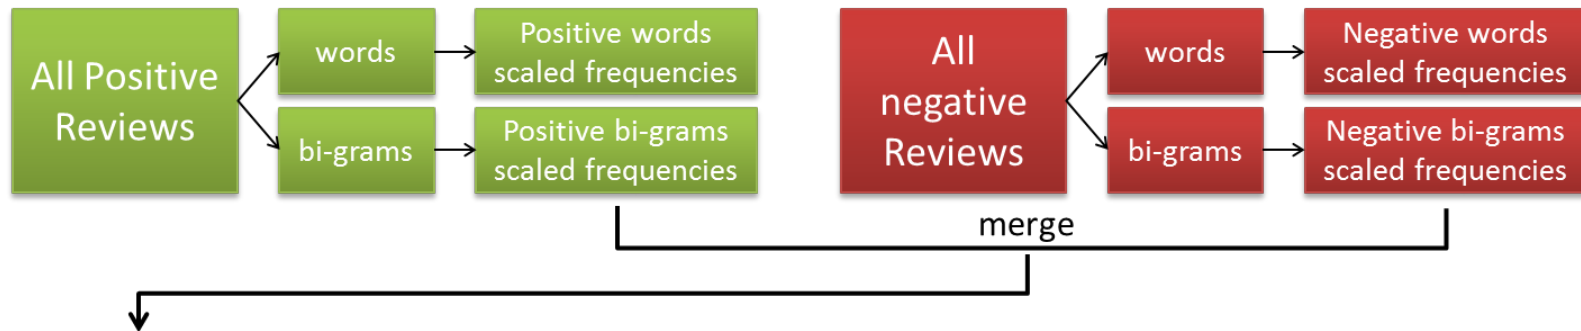 All Positive
Reviews
words
Positive words
scaled frequencies
bi-grams
Positive bi-grams
scaled frequencies
All
negative
Reviews
words
Negative words
scaled frequencies
bi-grams
Negative bi-grams
scaled frequencies
merge